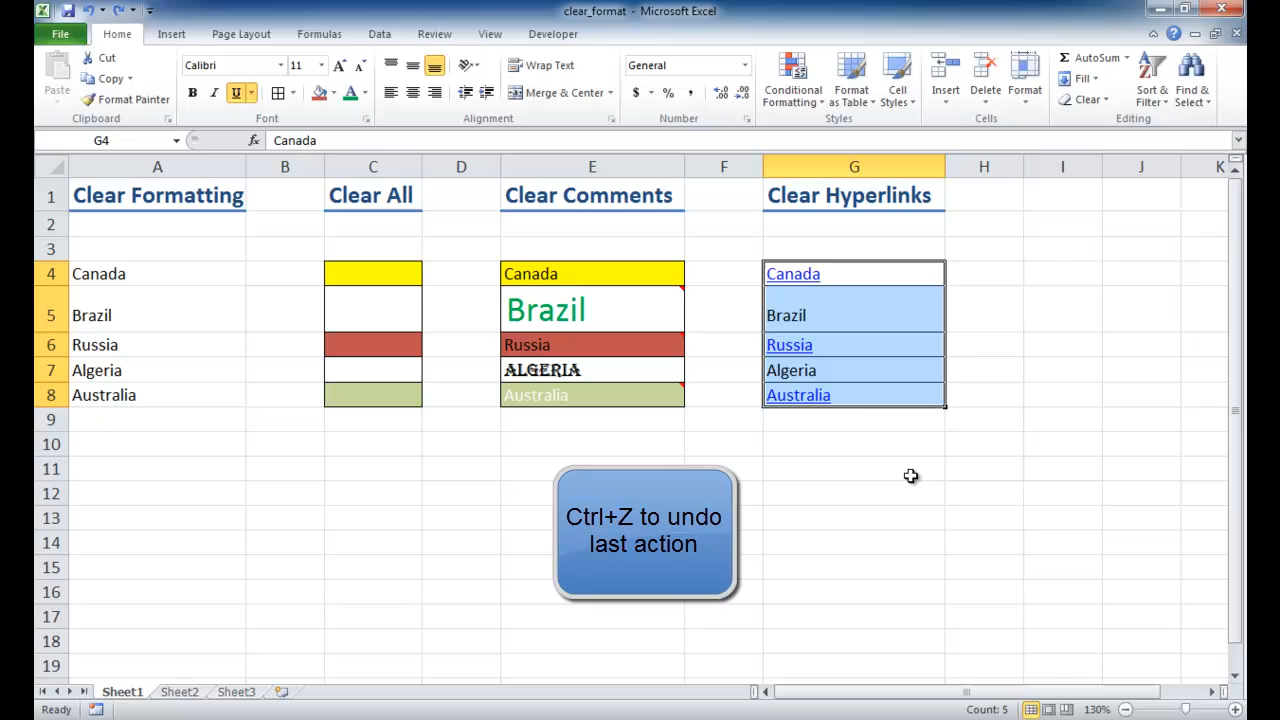 clear_format - Microsoft Excel
File Home Insert Page Layout Formulas Data Review View Developer
Paste
Cut
Copy
Format Painter
Clipboard
Calibri 11
B I U
Font
Wrap Text
Merge & Center
Alignment
General
$ % ,
Number
Conditional Formatting
Format as Table
Cell Styles
Styles
Insert Delete Format
Cells
Σ AutoSum
Fill
Clear
Sort & Filter
Find & Select
Editing
G4 fx Canada
A B C D E F G H I J K
1 Clear Formatting Clear All Clear Comments Clear Hyperlinks
2
3
4 Canada Canada Canada
5 Brazil Brazil Brazil
6 Russia Russia Russia
7 Algeria ALGERIA Algeria
8 Australia Australia Australia
9
10
11
12
13
14
15
16
17
18
19
Ctrl+Z to undo
last action
Sheet1 Sheet2 Sheet3
Ready Count: 5 130%